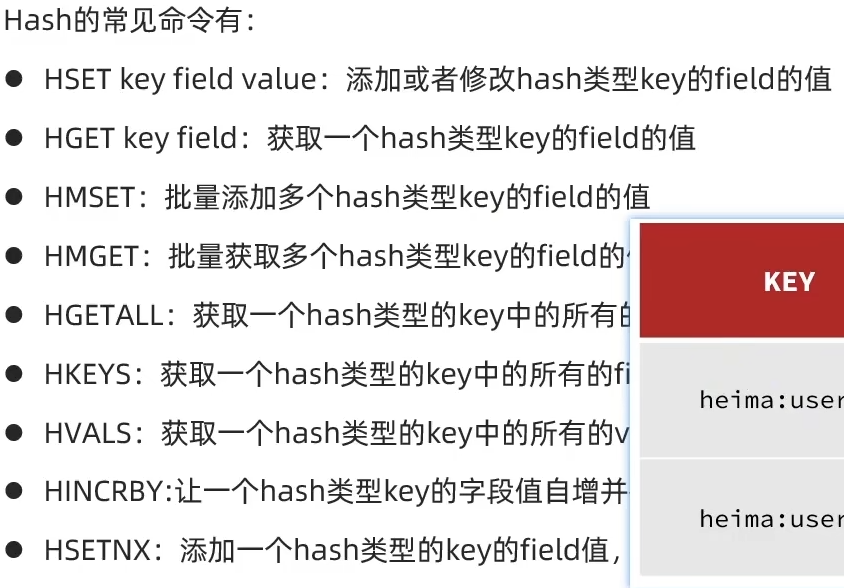 Hash的常见命令有：
● HSET key field value：添加或者修改hash类型key的field的值
● HGET key field：获取一个hash类型key的field的值
● HMSET：批量添加多个hash类型key的field的值
● HMGET：批量获取多个hash类型key的field的
● HGETALL：获取一个hash类型的key中的所有
● HKEYS：获取一个hash类型的key中的所有的fi
● HVALS：获取一个hash类型的key中的所有的v
● HINCRBY:让一个hash类型key的字段值自增并
● HSETNX：添加一个hash类型的key的field值，
KEY
heima:user
heima:user